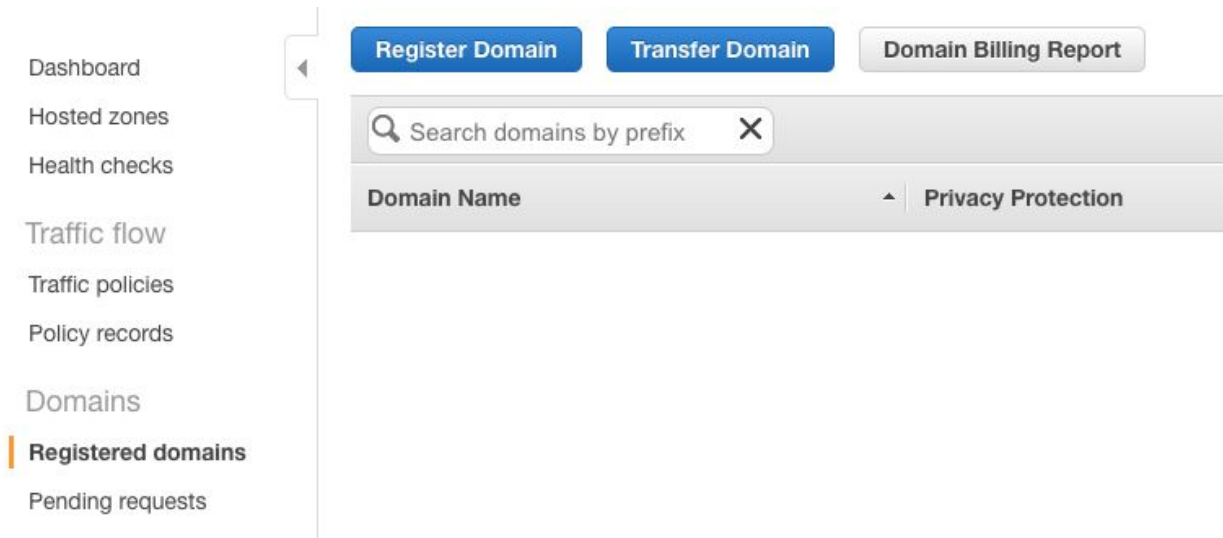 Dashboard
Hosted zones
Health checks
Traffic flow
Traffic policies
Policy records
Domains
Registered domains
Pending requests
Register Domain Transfer Domain Domain Billing Report
Search domains by prefix
Domain Name Privacy Protection